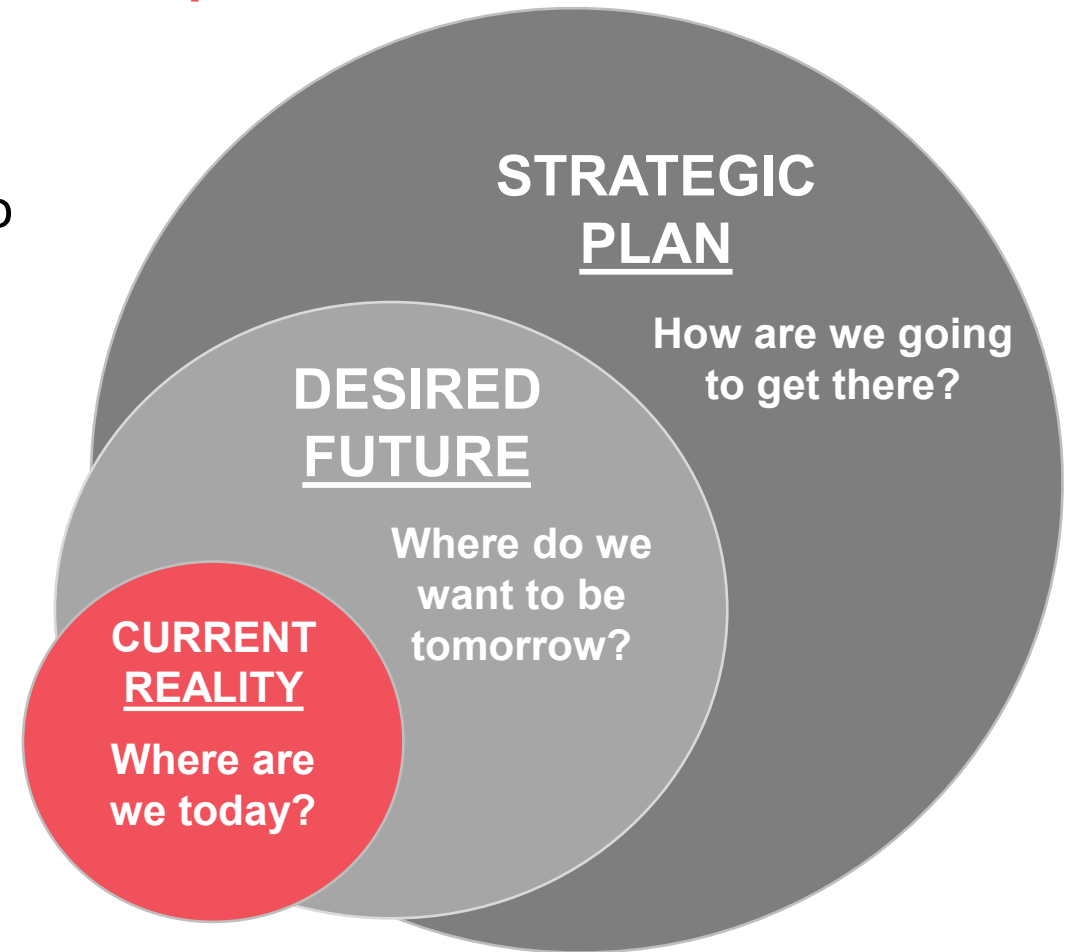 STRATEGIC
PLAN
How are we going
to get there?
DESIRED
FUTURE
Where do we
want to be
tomorrow?
CURRENT
REALITY
Where are
we today?